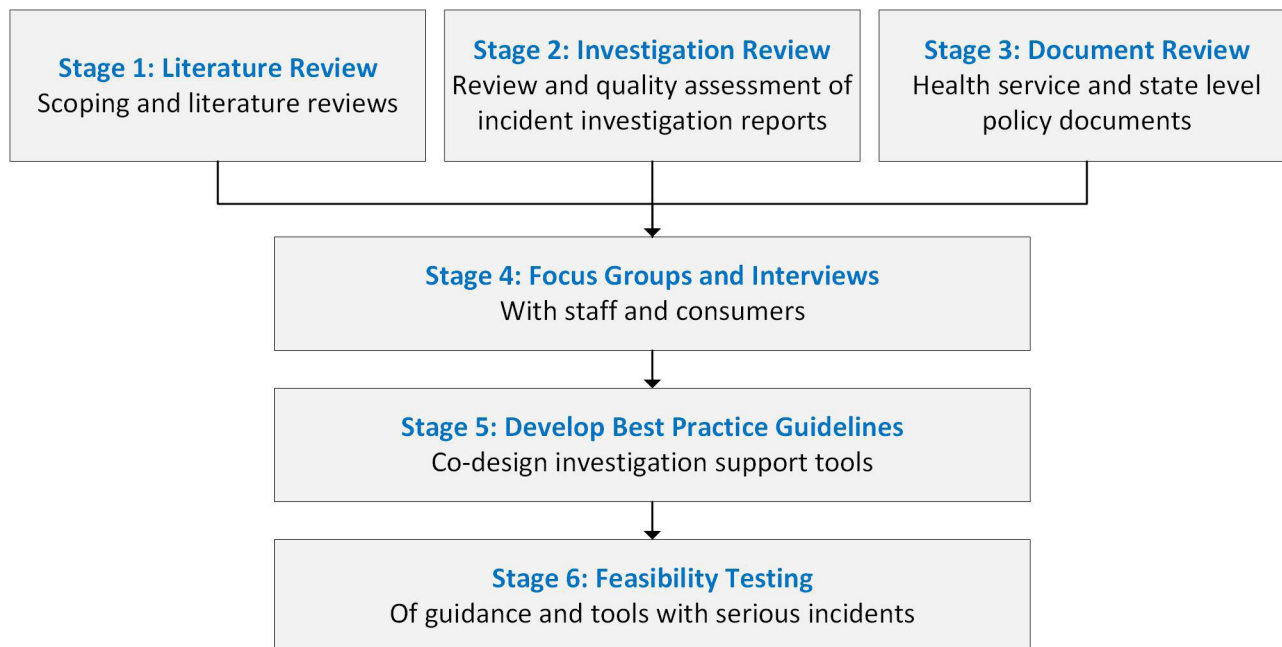 Stage 1: Literature Review
Scoping and literature reviews
Stage 2: Investigation Review
Review and quality assessment of
incident investigation reports
Stage 3: Document Review
Health service and state level
policy documents
Stage 4: Focus Groups and Interviews
With staff and consumers
Stage 5: Develop Best Practice Guidelines
Co-design investigation support tools
Stage 6: Feasibility Testing
Of guidance and tools with serious incidents